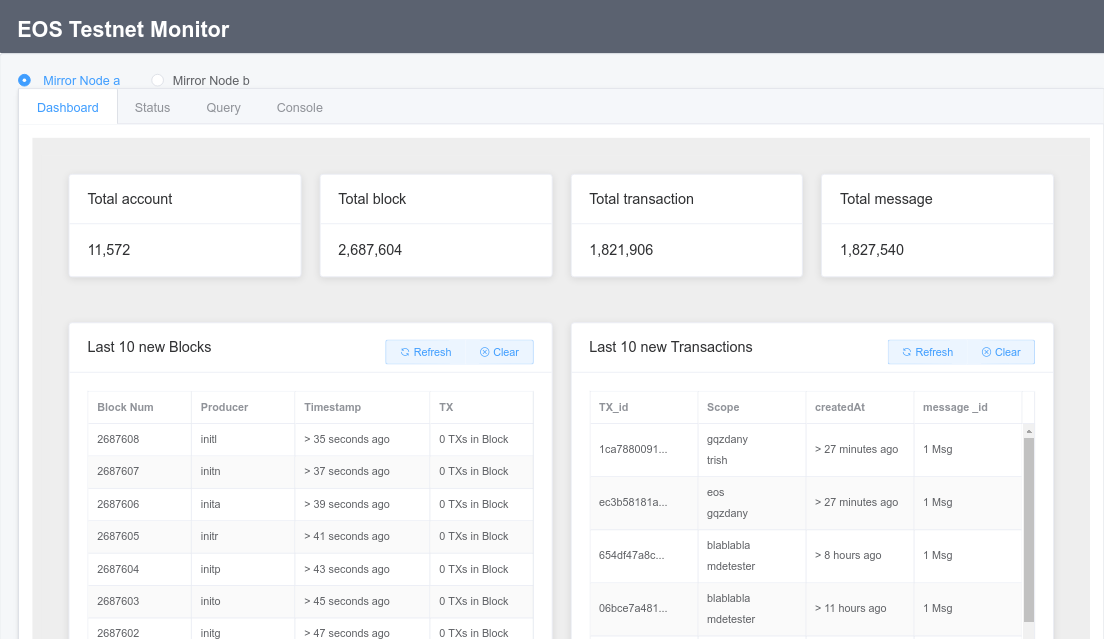 EOS Testnet Monitor
Mirror Node a Mirror Node b
Dashboard Status Query Console
Total account Total block Total transaction Total message
11,572 2,687,604 1,821,906 1,827,540
Last 10 new Blocks Refresh Clear
Block Num Producer Timestamp TX
2687608 initl > 35 seconds ago 0 TXs in Block
2687607 initn > 37 seconds ago 0 TXs in Block
2687606 inita > 39 seconds ago 0 TXs in Block
2687605 initr > 41 seconds ago 0 TXs in Block
2687604 initp > 43 seconds ago 0 TXs in Block
2687603 inito > 45 seconds ago 0 TXs in Block
2687602 initg > 47 seconds ago 0 TXs in Block
Last 10 new Transactions Refresh Clear
TX_id Scope createdAt message _id
1ca7880091... gqzdany > 27 minutes ago 1 Msg
trish
ec3b58181a... eos > 27 minutes ago 1 Msg
gqzdany
654df47a8c... blablabla > 8 hours ago 1 Msg
mdetester
06bce7a481... blablabla > 11 hours ago 1 Msg
mdetester